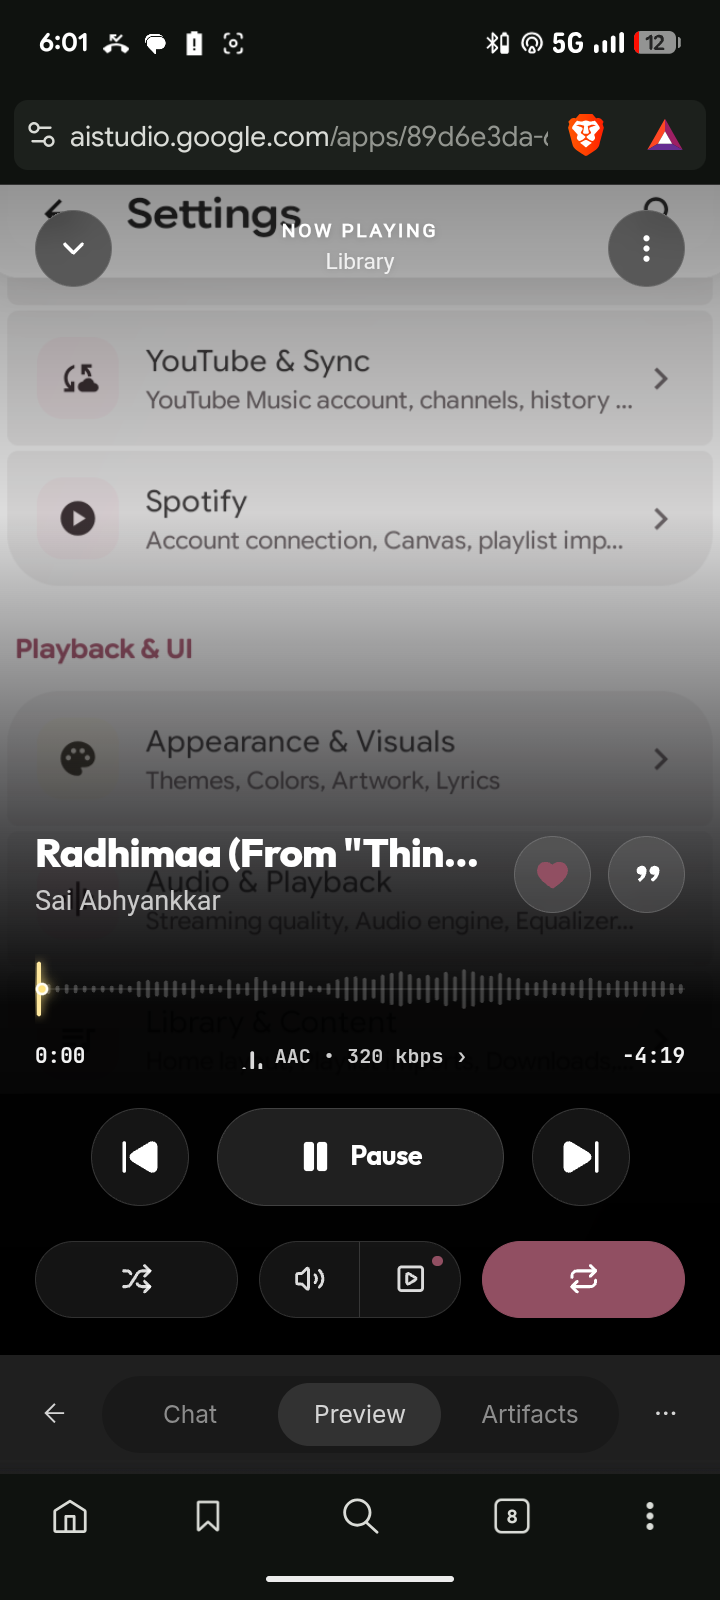 6:01
5G
12
aistudio.google.com/apps/89d6e3da-
Settings
NOW PLAYING
Library
YouTube & Sync
YouTube Music account, channels, history ...
Spotify
Account connection, Canvas, playlist imp...
Playback & UI
Appearance & Visuals
Themes, Colors, Artwork, Lyrics
Radhimaa (From "Thin...
Audio & Playback
Sai Abhyankkar
Streaming quality, Audio engine, Equalizer...
Library & Content
0:00
AAC • 320 kbps ›
-4:19
Pause
Chat
Preview
Artifacts
8